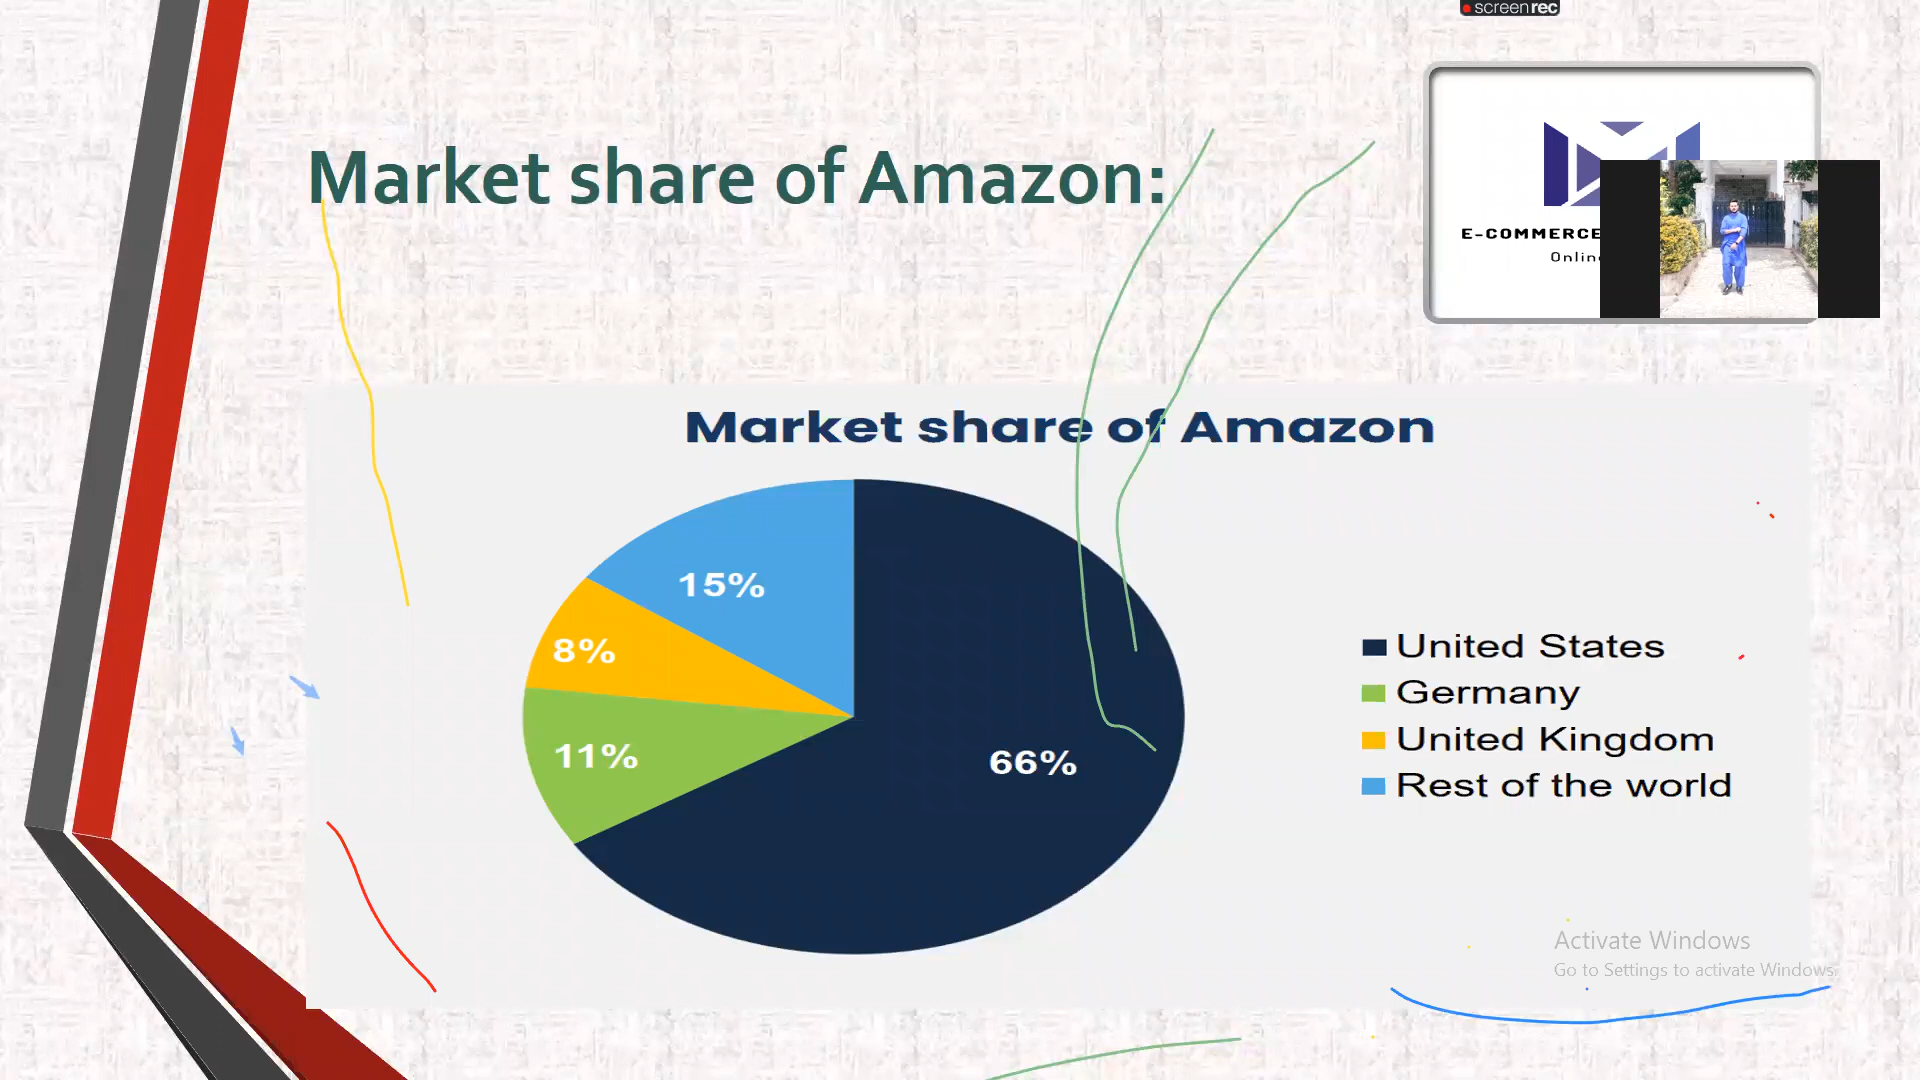 screenrec
Market share of Amazon:
E-COMMERCE
Online
Market share of Amazon
15%
8%
11%
66%
United States
Germany
United Kingdom
Rest of the world
Activate Windows
Go to Settings to activate Windows.